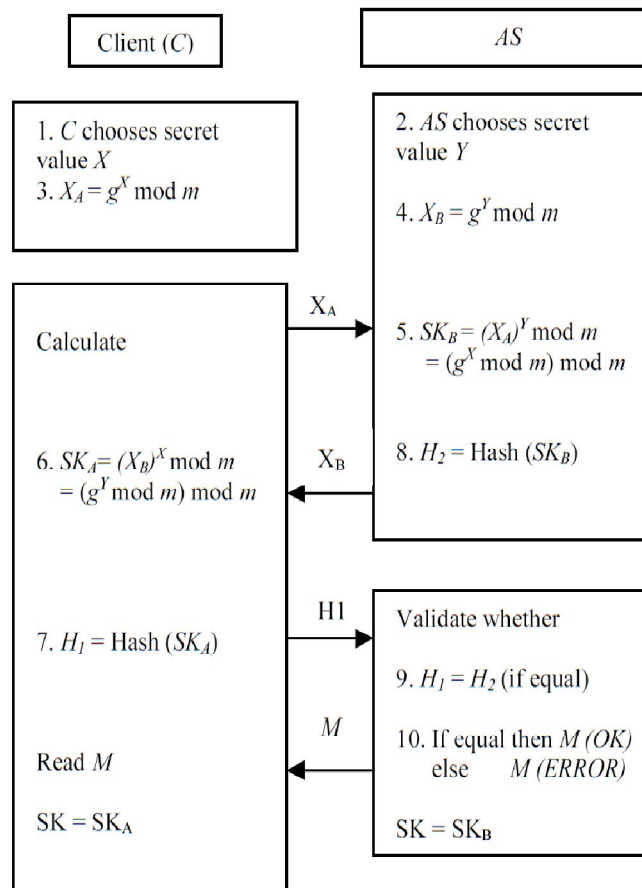 Client (C)
AS
1. C chooses secret
value X
3. X_A = g^X mod m
2. AS chooses secret
value Y
4. X_B = g^Y mod m
X_A
Calculate
5. SK_B = (X_A)^Y mod m
= (g^X mod m) mod m
6. SK_A = (X_B)^X mod m
= (g^Y mod m) mod m
X_B
8. H_2 = Hash (SK_B)
7. H_1 = Hash (SK_A)
H1
Validate whether
9. H_1 = H_2 (if equal)
M
10. If equal then M (OK)
else M (ERROR)
Read M
SK = SK_A
SK = SK_B